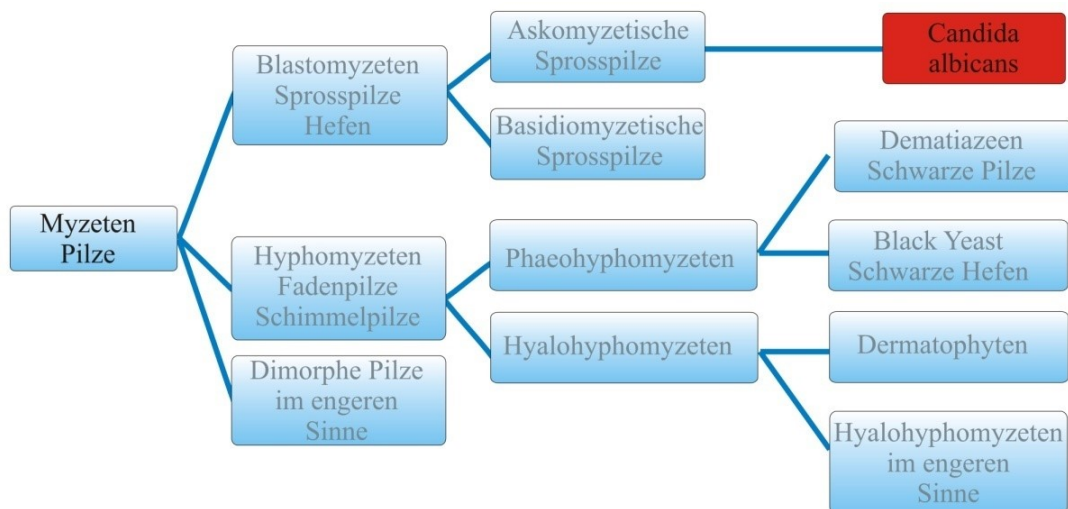 Myzeten
Pilze
Blastomyzeten
Sprosspilze
Hefen
Hyphomyzeten
Fadenpilze
Schimmelpilze
Dimorphe Pilze
im engeren
Sinne
Askomyzetische
Sprosspilze
Basidiomyzetische
Sprosspilze
Phaeohyphomyzeten
Hyalohyphomyzeten
Candida
albicans
Dematiazeen
Schwarze Pilze
Black Yeast
Schwarze Hefen
Dermatophyten
Hyalohyphomyzeten
im engeren
Sinne